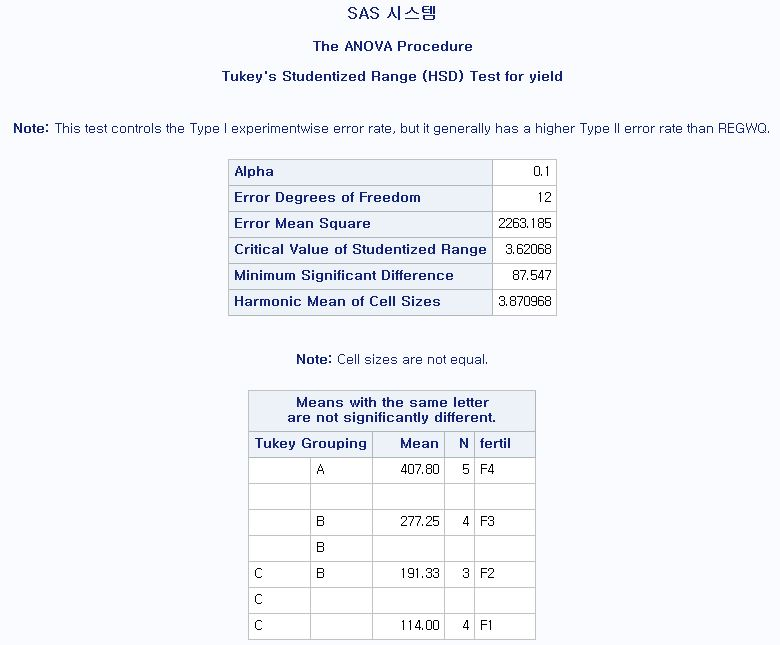 SAS 시스템
The ANOVA Procedure
Tukey's Studentized Range (HSD) Test for yield
Note: This test controls the Type I experimentwise error rate, but it generally has a higher Type II error rate than REGWQ.
Alpha 0.1
Error Degrees of Freedom 12
Error Mean Square 2263.185
Critical Value of Studentized Range 3.62068
Minimum Significant Difference 87.547
Harmonic Mean of Cell Sizes 3.870968
Note: Cell sizes are not equal.
Means with the same letter
are not significantly different.
Tukey Grouping Mean N fertil
A 407.80 5 F4
B 277.25 4 F3
B
C B 191.33 3 F2
C
C 114.00 4 F1